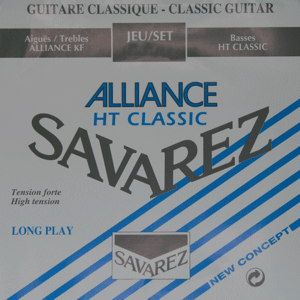 GUITARE CLASSIQUE - CLASSIC GUITAR
Aiguës / Trebles
ALLIANCE KF
JEU/SET
Basses
HT CLASSIC
ALLIANCE
HT CLASSIC
SAVAREZ
Tension forte
High tension
LONG PLAY
SAVAREZ
NEW CONCEPT